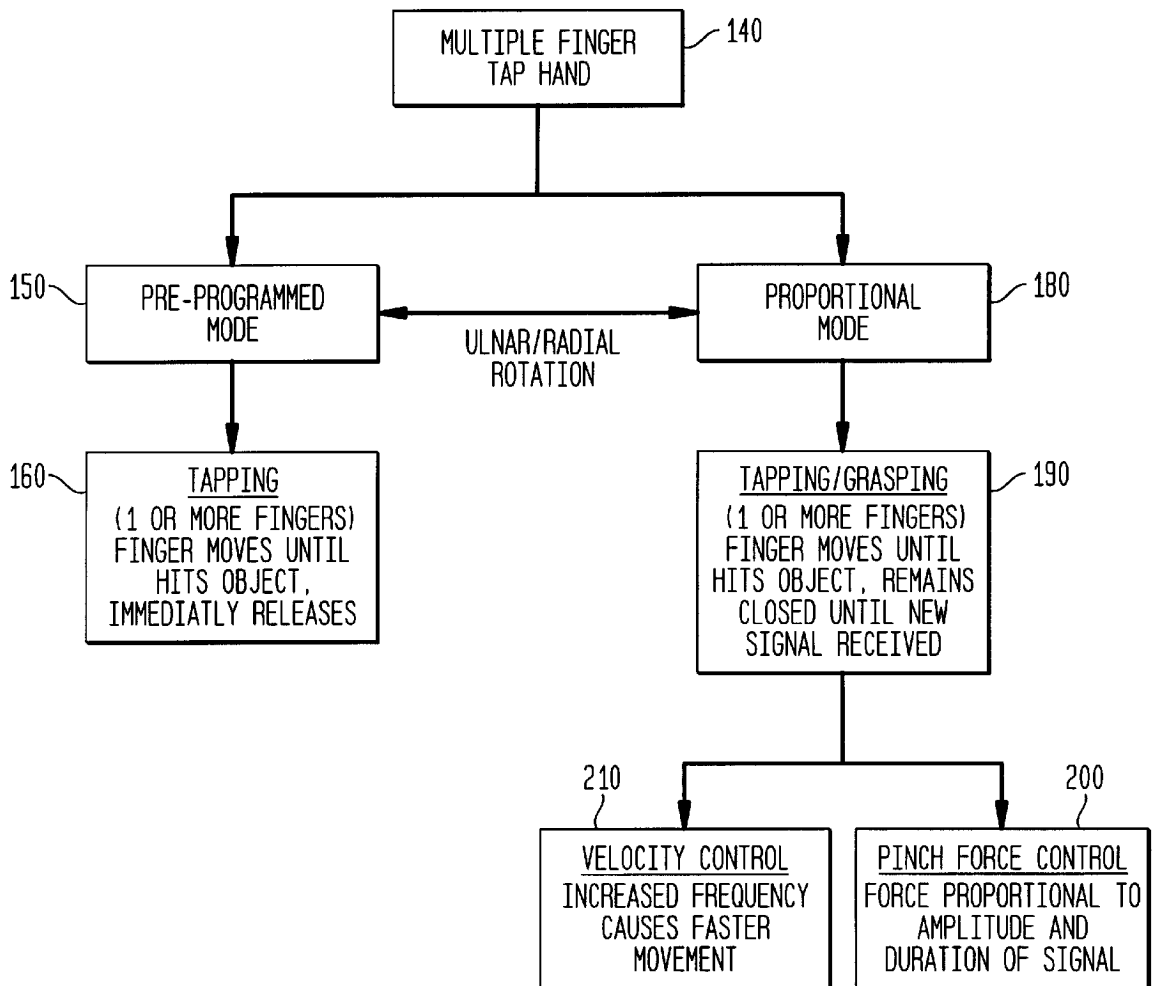 MULTIPLE FINGER
TAP HAND
140
150
PRE-PROGRAMMED
MODE
ULNAR/RADIAL
ROTATION
PROPORTIONAL
MODE
180
160
TAPPING
(1 OR MORE FINGERS)
FINGER MOVES UNTIL
HITS OBJECT,
IMMEDIATLY RELEASES
TAPPING/GRASPING
(1 OR MORE FINGERS)
FINGER MOVES UNTIL
HITS OBJECT, REMAINS
CLOSED UNTIL NEW
SIGNAL RECEIVED
190
210
VELOCITY CONTROL
INCREASED FREQUENCY
CAUSES FASTER
MOVEMENT
200
PINCH FORCE CONTROL
FORCE PROPORTIONAL TO
AMPLITUDE AND
DURATION OF SIGNAL